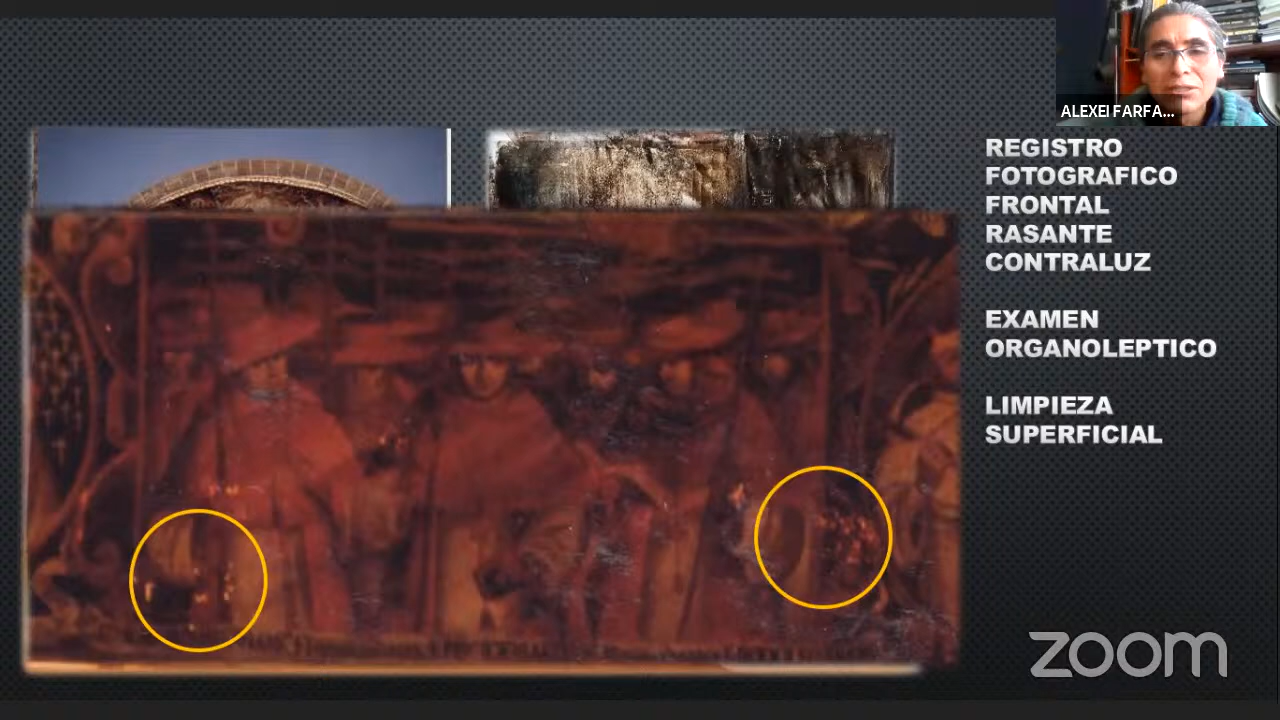 ALEXEI FARFA...
REGISTRO
FOTOGRAFICO
FRONTAL
RASANTE
CONTRALUZ
EXAMEN
ORGANOLEPTICO
LIMPIEZA
SUPERFICIAL
zoom